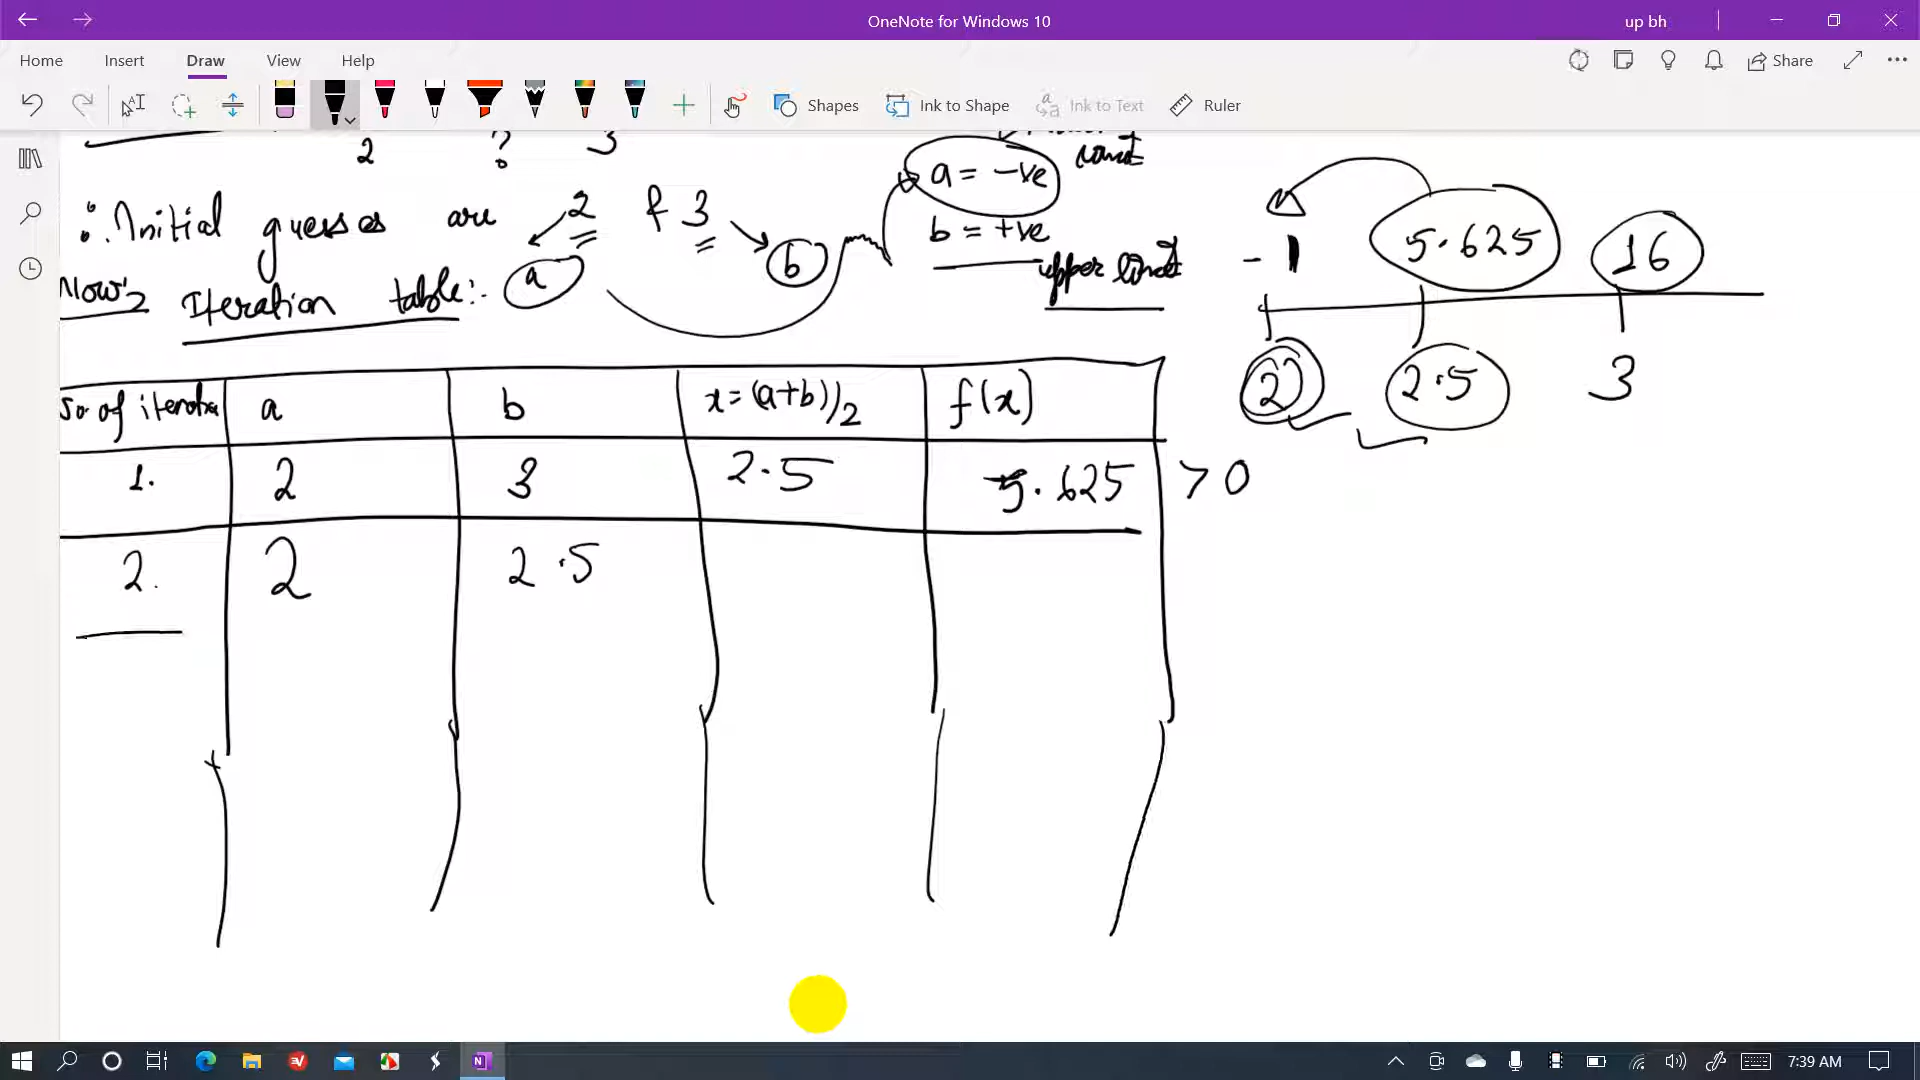 OneNote for Windows 10
up bh
Home Insert Draw View Help
Share
Shapes Ink to Shape Ink to Text Ruler
2 ? 3
∴ Initial guesses are 2 & 3
a b
a = -ve
b = +ve
upper limit
Now, Iteration table:-
-1 5.625 16
2 2.5 3
a b x = (a+b)/2 f(x)
1. 2 3 2.5 5.625 > 0
2. 2 2.5
7:39 AM